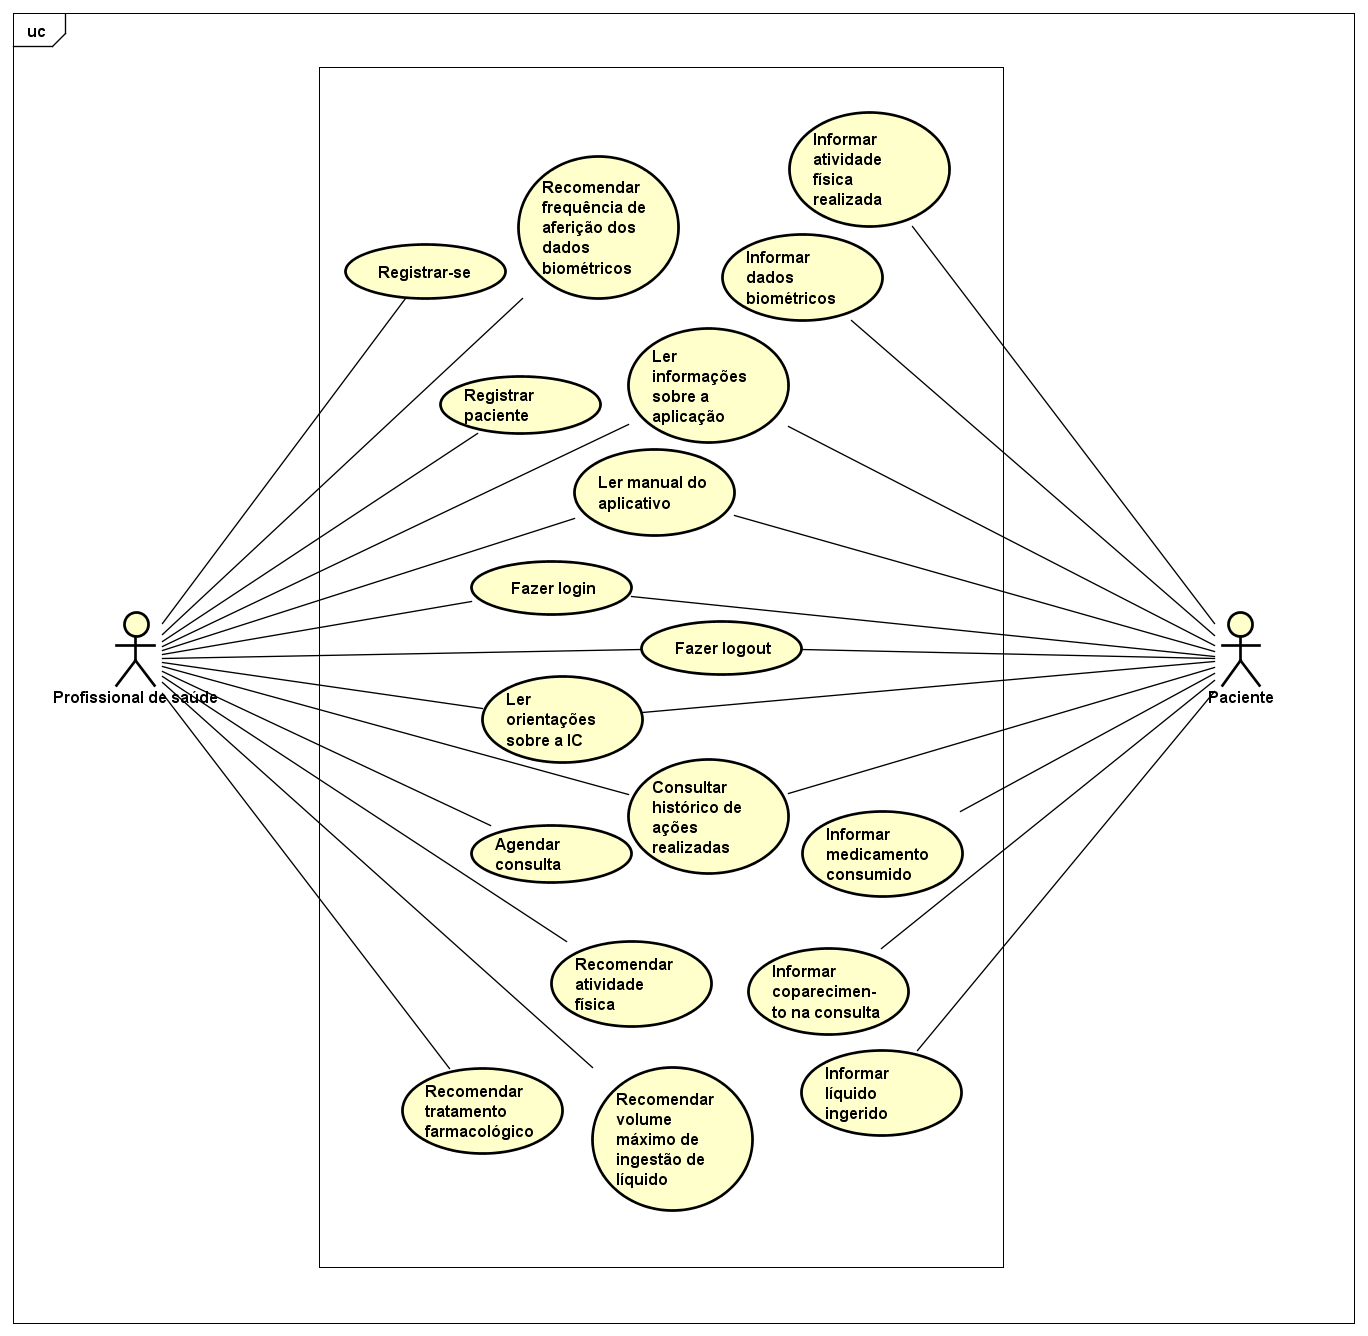 uc
Informar
atividade
física
realizada
Recomendar
frequência de
aferição dos
dados
biométricos
Registrar-se
Informar
dados
biométricos
Ler
informações
sobre a
aplicação
Registrar
paciente
Ler manual do
aplicativo
Fazer login
Fazer logout
Profissional de saúde
Paciente
Ler
orientações
sobre a IC
Consultar
histórico de
ações
realizadas
Agendar
consulta
Informar
medicamento
consumido
Recomendar
atividade
física
Informar
coparecimen-
to na consulta
Recomendar
tratamento
farmacológico
Recomendar
volume
máximo de
ingestão de
líquido
Informar
líquido
ingerido